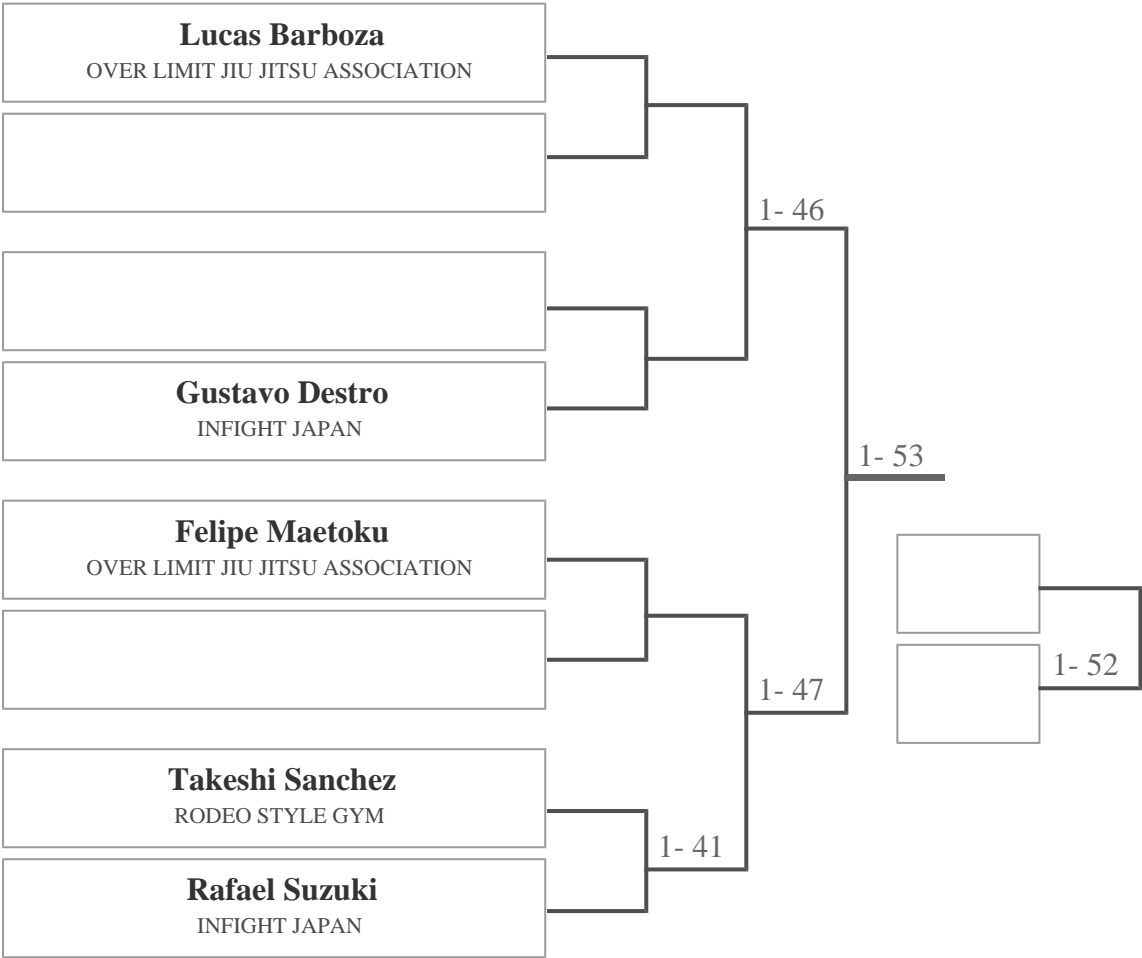 Lucas Barboza
OVER LIMIT JIU JITSU ASSOCIATION
1- 46
Gustavo Destro
INFIGHT JAPAN
1- 53
Felipe Maetoku
OVER LIMIT JIU JITSU ASSOCIATION
1- 52
1- 47
Takeshi Sanchez
RODEO STYLE GYM
1- 41
Rafael Suzuki
INFIGHT JAPAN